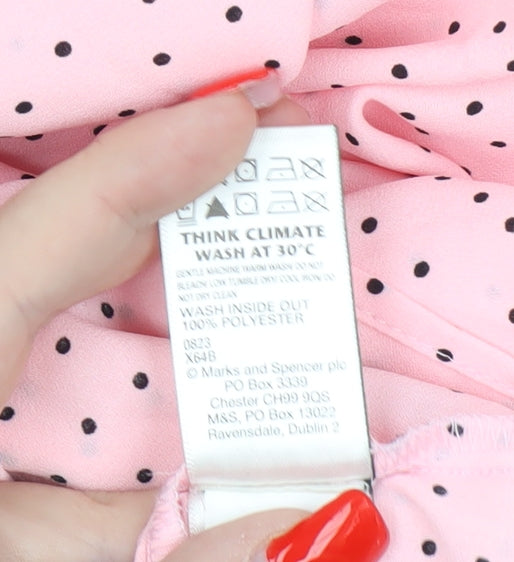 THINK CLIMATE
WASH AT 30°C
GENTLE MACHINE WARM WASH DO NOT
BLEACH LOW TUMBLE DRY COOL IRON DO
NOT DRY CLEAN
WASH INSIDE OUT
100% POLYESTER
0823
X64B
© Marks and Spencer plc
PO Box 3339
Chester CH99 9QS
M&S, PO Box 13022
Ravensdale, Dublin 2